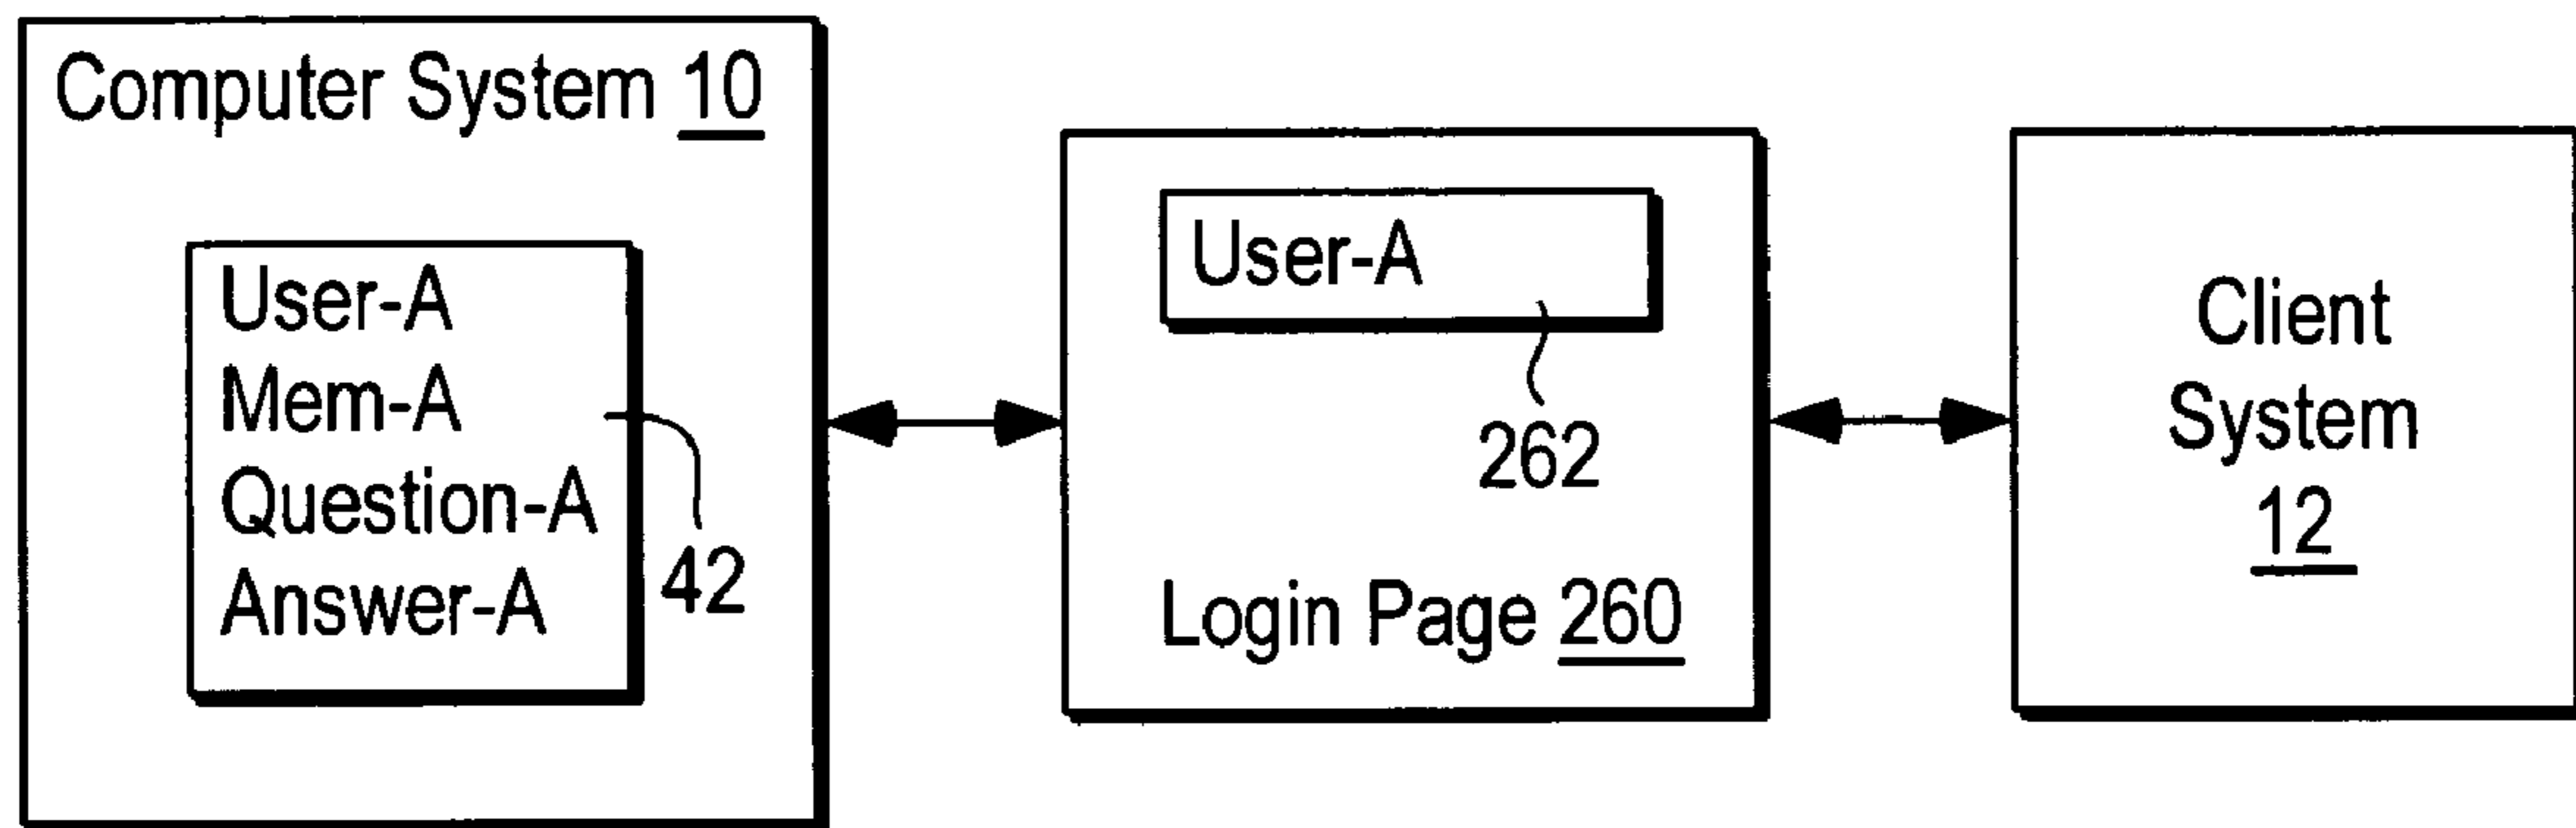 Computer System 10
User-A
Mem-A
Question-A
Answer-A
42
User-A
262
Login Page 260
Client
System
12